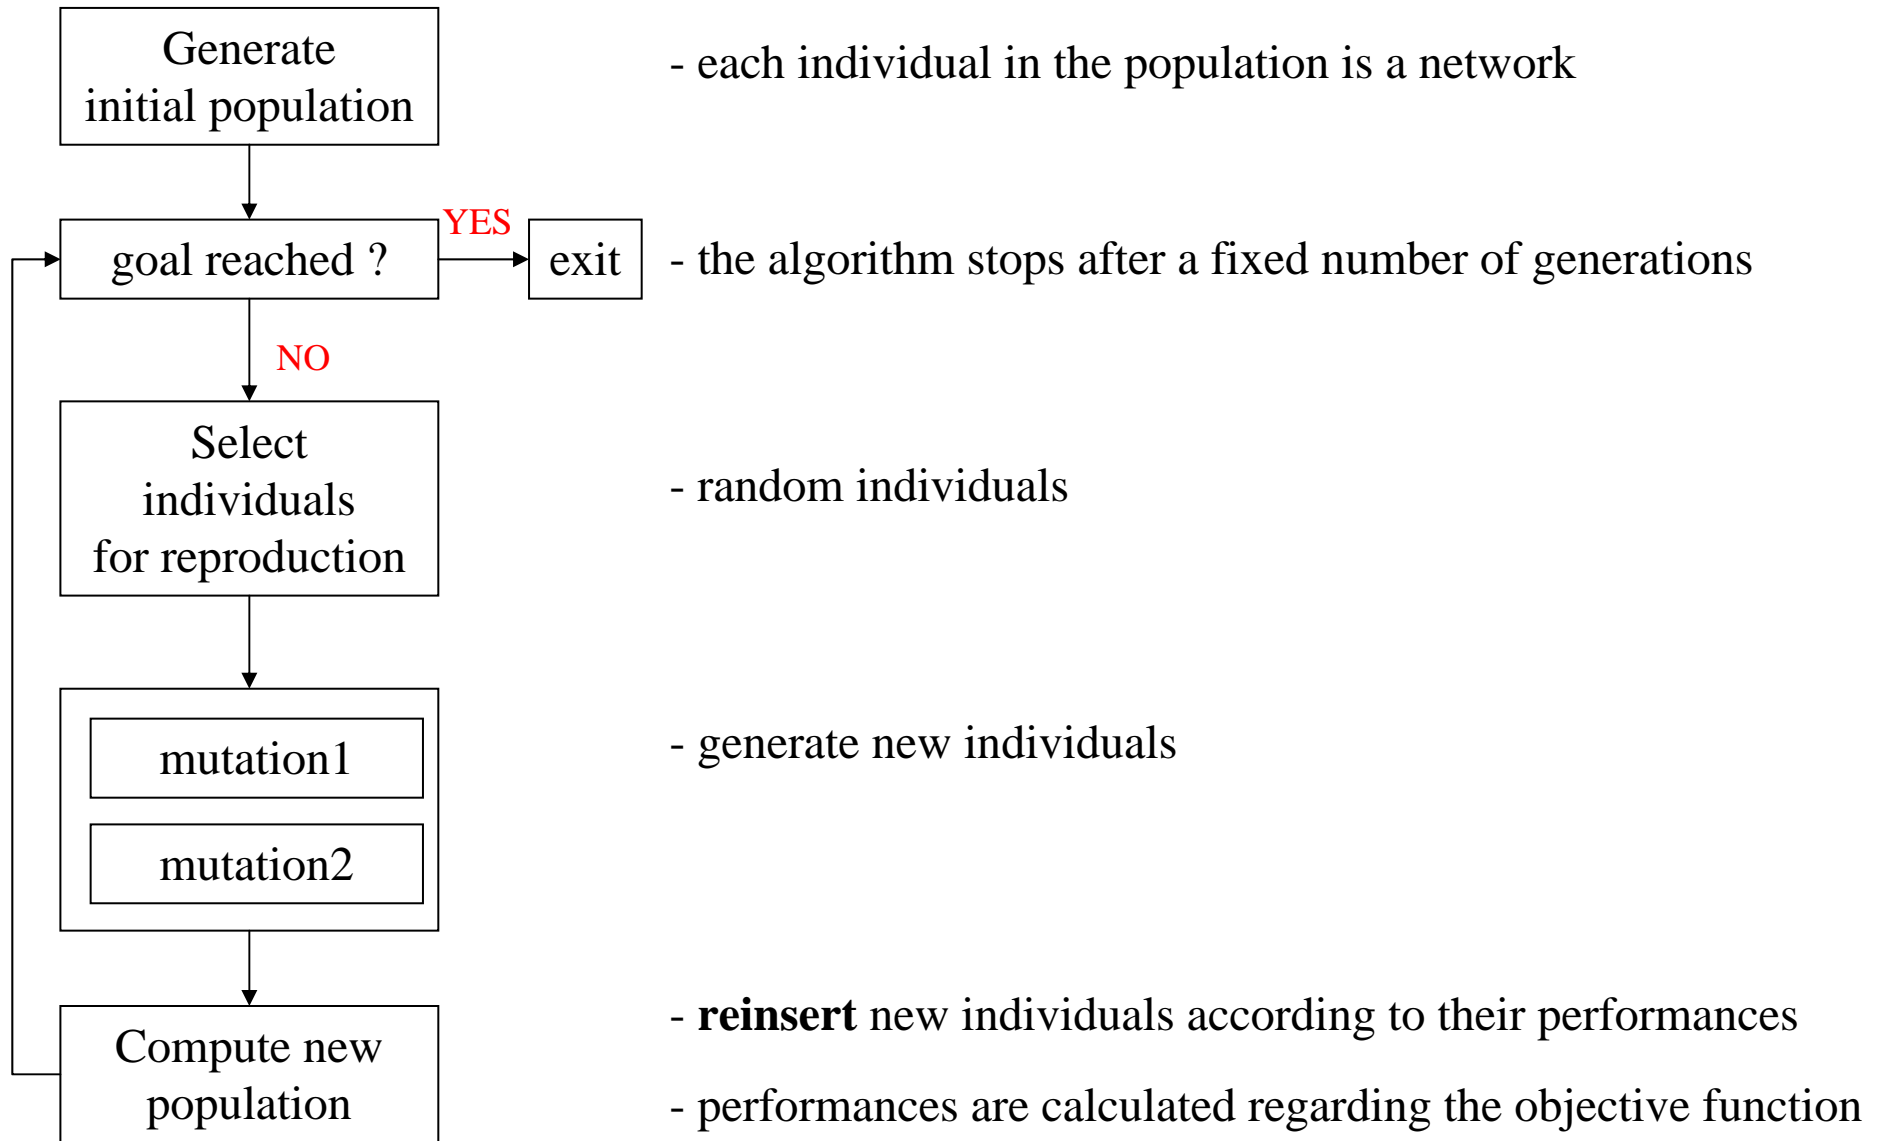 Generate
initial population
- each individual in the population is a network
goal reached ?
YES
exit
- the algorithm stops after a fixed number of generations
NO
Select
individuals
for reproduction
- random individuals
mutation1
mutation2
- generate new individuals
Compute new
population
- reinsert new individuals according to their performances
- performances are calculated regarding the objective function